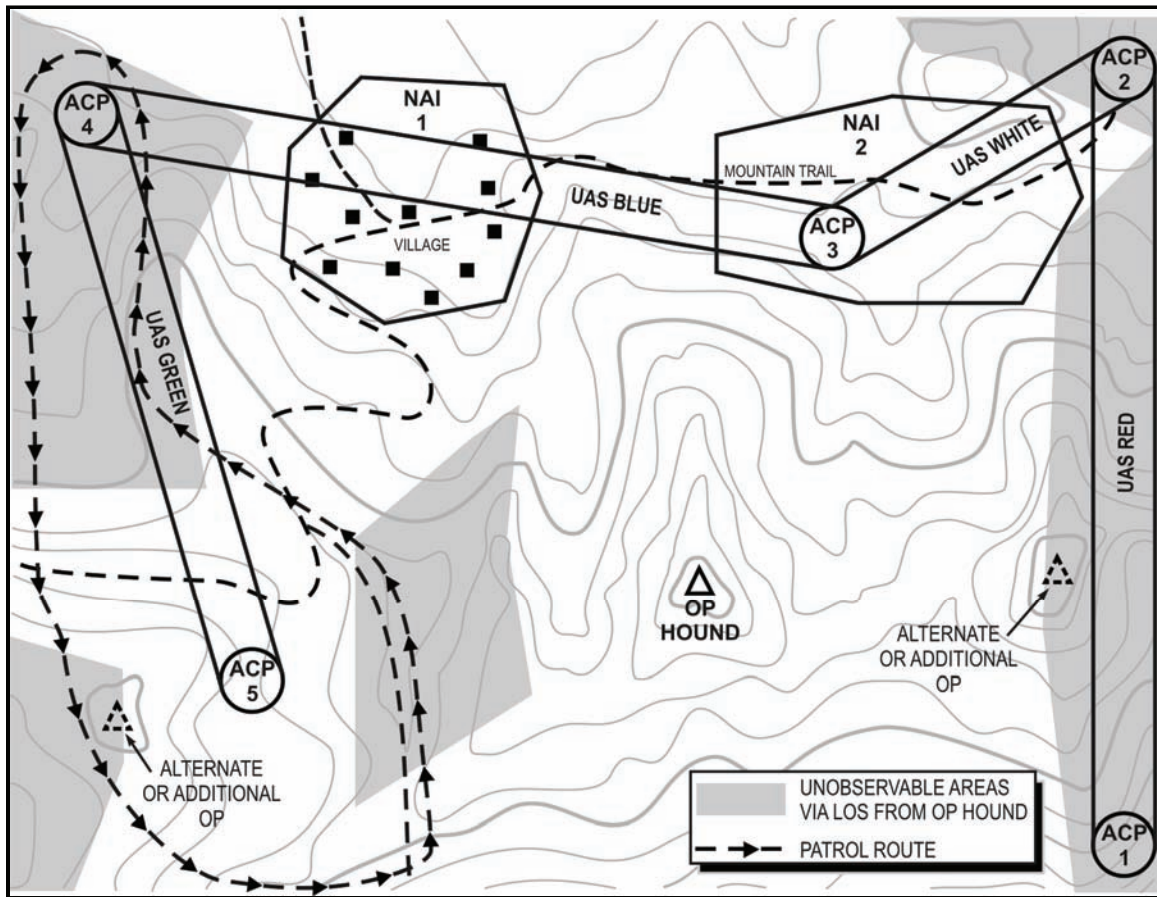 ACP
2
ACP
4
NAI
1
NAI
2
UAS WHITE
MOUNTAIN TRAIL
UAS BLUE
ACP
3
VILLAGE
UAS GREEN
UAS RED
OP
HOUND
ALTERNATE
OR ADDITIONAL
OP
ACP
5
ALTERNATE
OR ADDITIONAL
OP
UNOBSERVABLE AREAS
VIA LOS FROM OP HOUND
PATROL ROUTE
ACP
1